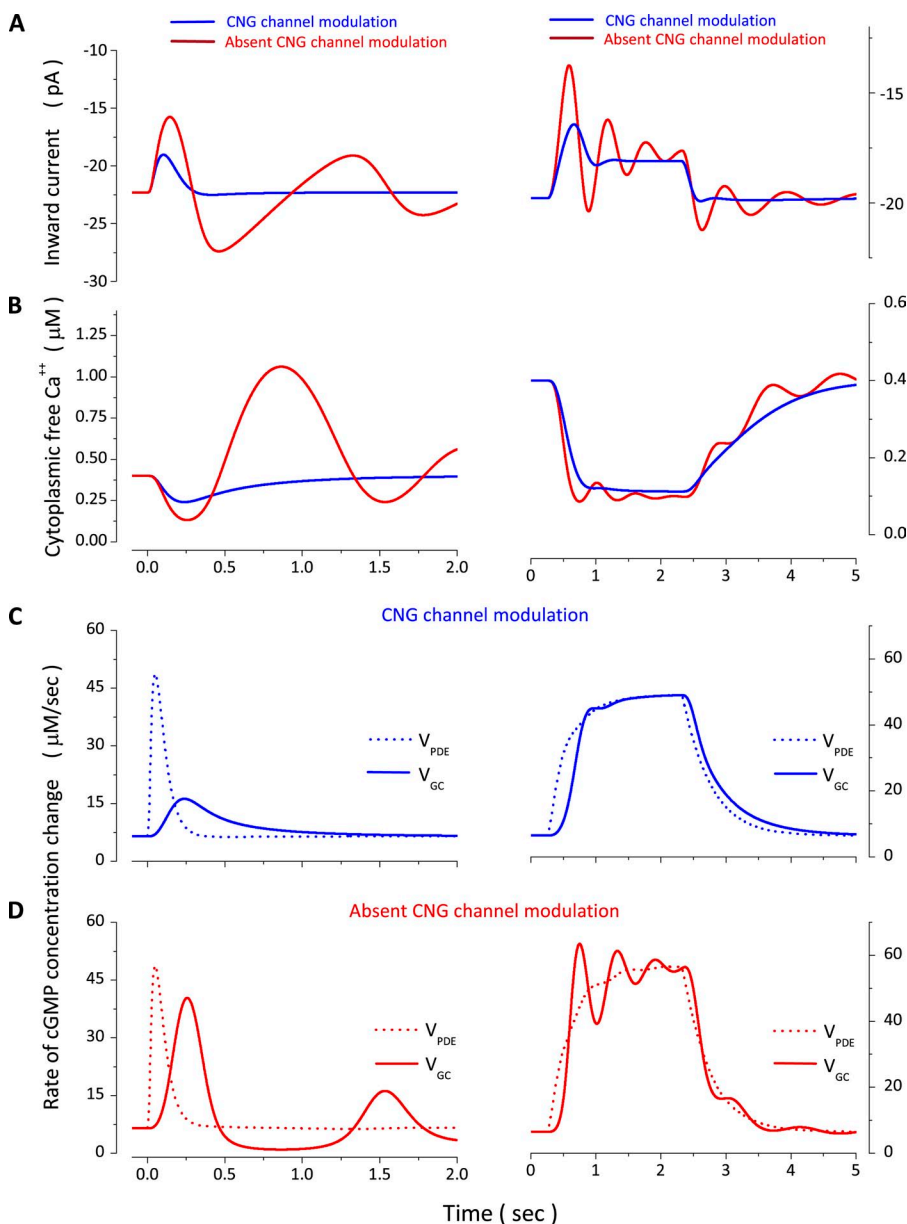 A
CNG channel modulation
Absent CNG channel modulation
CNG channel modulation
Absent CNG channel modulation
Inward current ( pA )
-10
-15
-20
-25
-30
-15
-20
B
Cytoplasmic free Ca++ ( μM )
1.25
1.00
0.75
0.50
0.25
0.00
0.6
0.4
0.2
0.0
0.0 0.5 1.0 1.5 2.0
0 1 2 3 4 5
C
CNG channel modulation
Rate of cGMP concentration change ( μM/sec )
60
45
30
15
0
VPDE
VGC
VPDE
VGC
60
40
20
0
D
Absent CNG channel modulation
60
45
30
15
0
VPDE
VGC
VPDE
VGC
60
40
20
0
0.0 0.5 1.0 1.5 2.0
0 1 2 3 4 5
Time ( sec )